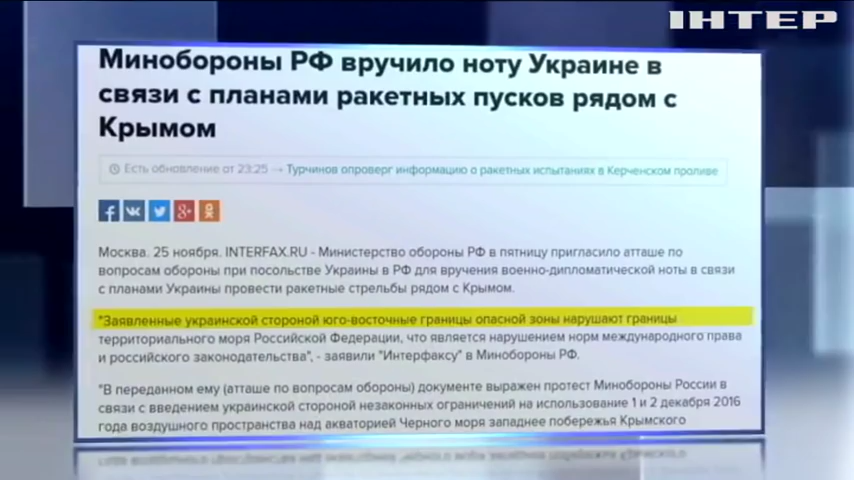 ІНТЕР
Минобороны РФ вручило ноту Украине в
связи с планами ракетных пусков рядом с
Крымом
Есть обновление от 23:25 → Турчинов опроверг информацию о ракетных испытаниях в Керченском проливе
Москва. 25 ноября. INTERFAX.RU - Министерство обороны РФ в пятницу пригласило атташе по
вопросам обороны при посольстве Украины в РФ для вручения военно-дипломатической ноты в связи
с планами Украины провести ракетные стрельбы рядом с Крымом.
"Заявленные украинской стороной юго-восточные границы опасной зоны нарушают границы
территориального моря Российской Федерации, что является нарушением норм международного права
и российского законодательства", - заявили "Интерфаксу" в Минобороны РФ.
"В переданном ему (атташе по вопросам обороны) документе выражен протест Минобороны России в
связи с введением украинской стороной незаконных ограничений на использование 1 и 2 декабря 2016
года воздушного пространства над акваторией Черного моря западнее побережья Крымского